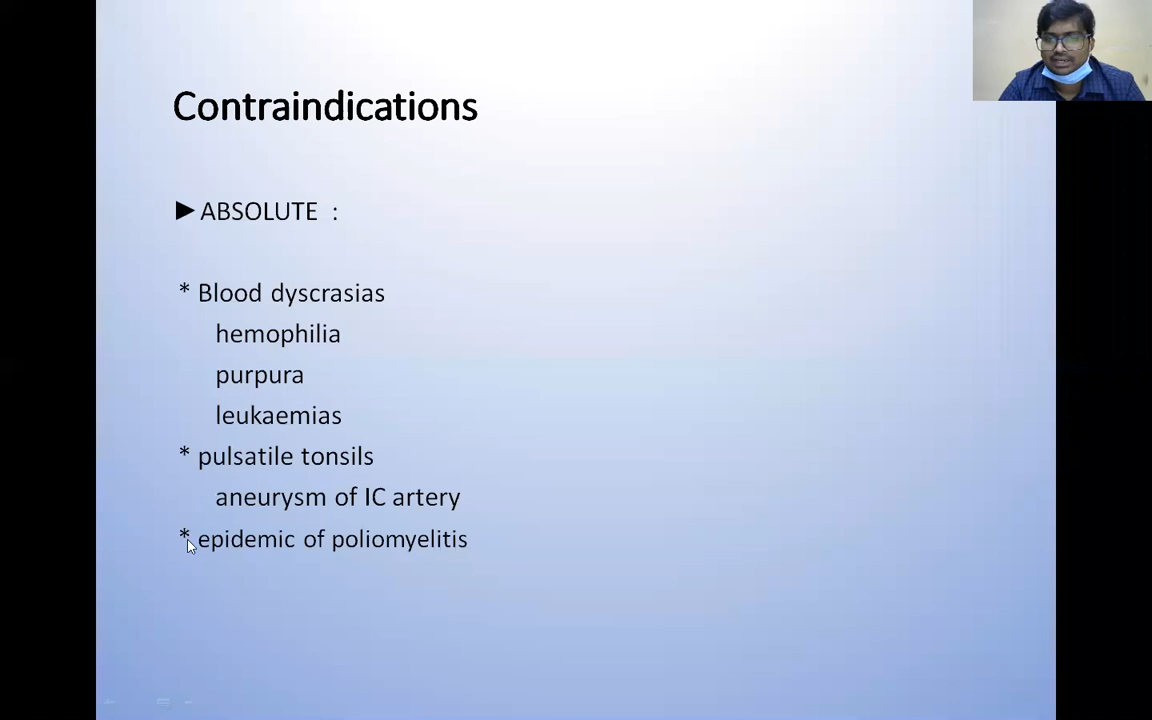 Contraindications
►ABSOLUTE :
* Blood dyscrasias
hemophilia
purpura
leukaemias
* pulsatile tonsils
aneurysm of IC artery
* epidemic of poliomyelitis